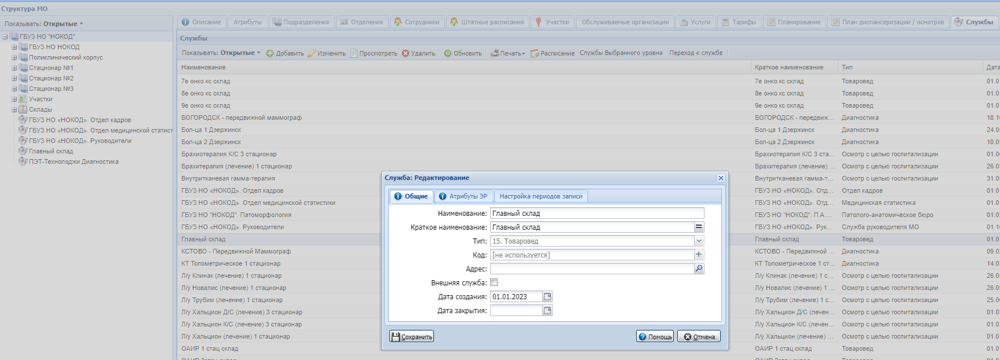 Структура МО
Показывать: Открытые
ГБУЗ НО "НОКОД"
ГБУЗ НО НОКОД
Поликлинический корпус
Стационар №1
Стационар №2
Стационар №3
Участки
Склады
ГБУЗ НО «НОКОД». Отдел кадров
ГБУЗ НО «НОКОД». Отдел медицинской статист
ГБУЗ НО «НОКОД». Руководители
Главный склад
ПЭТ-Технолоджи Диагностика
Описание Атрибуты Подразделения Отделения Сотрудники Штатные расписания Участки Обслуживаемые организации Услуги Тарифы Планирование План диспансеризации / осмотров Службы
Службы
Показывать: Открытые Добавить Изменить Просмотреть Удалить Обновить Печать Расписание Службы Выбранного уровня Переход к службе
Наименование Краткое наименование Тип Дата
7е онко кс склад 7е онко кс склад Товаровед 01.0
8е онко кс склад 8е онко кс склад Товаровед 01.0
9е онко кс склад 9е онко кс склад Товаровед 01.0
БОГОРОДСК - передвижной маммограф БОГОРОДСК - передвиж... Диагностика 18.10
Бол-ца 1 Дзержинск Бол-ца 1 Дзержинск Диагностика 24.0
Бол-ца 2 Дзержинск Бол-ца 2 Дзержинск Диагностика 10.0
Брахиотерапия К/С 3 стационар Брахиотерапия К/С 3 ста... Осмотр с целью госпитализации 01.0
Брахитерапия (лечение) 1 стационар Брахитерапия (лечение) ... Осмотр с целью госпитализации 26.0
Внутритканевая гамма-терапия Внутритканевая гамма-т... Осмотр с целью госпитализации 31.0
ГБУЗ НО «НОКОД». Отдел кадров ГБУЗ НО «НОКОД». Отд... Отдел кадров 01.0
ГБУЗ НО «НОКОД». Отдел медицинской статистики ГБУЗ НО «НОКОД». Отд... Медицинская статистика 01.0
ГБУЗ НО "НОКОД". Патоморфология ГБУЗ НО "НОКОД". П.А.... Патолого-анатомическое бюро 01.0
ГБУЗ НО «НОКОД». Руководители ГБУЗ НО «НОКОД». Рук... Служба руководителя МО 01.10
Главный склад Главный склад Товаровед 01.0
КСТОВО - Передвижной Маммограф КСТОВО - Передвижной ... Диагностика 09.0
КТ Топометрическое 1 стационар КТ Топометрическое 1 ст... Диагностика 14.0
Л/у Клинак (лечение) 1 стационар Л/у Клинак (лечение) 1 с... Осмотр с целью госпитализации 26.0
Л/у Новалис (лечение) 1 стационар Л/у Новалис (лечение) 1 ... Осмотр с целью госпитализации 26.0
Л/у Трубим (лечение) 1 стационар Л/у Трубим (лечение) 1 с... Осмотр с целью госпитализации 25.0
Л/у Хальцион Д/С (лечение) 3 стационар Л/у Хальцион Д/С (лечен... Осмотр с целью госпитализации 01.0
Л/у Хальцион К/С (лечение) 3 стационар Л/у Хальцион К/С (лечен... Осмотр с целью госпитализации 01.0
Л/у Хальцион (лечение) 1 стационар Л/у Хальцион (лечение) ... Осмотр с целью госпитализации 01.0
ОАИР 1 стац склад ОАИР 1 стац склад Товаровед 01.0
Служба: Редактирование
Общие Атрибуты ЭР Настройка периодов записи
Наименование: Главный склад
Краткое наименование: Главный склад
Тип: 15. Товаровед
Код: [не используется]
Адрес:
Внешняя служба:
Дата создания: 01.01.2023
Дата закрытия:
Сохранить Помощь Отмена